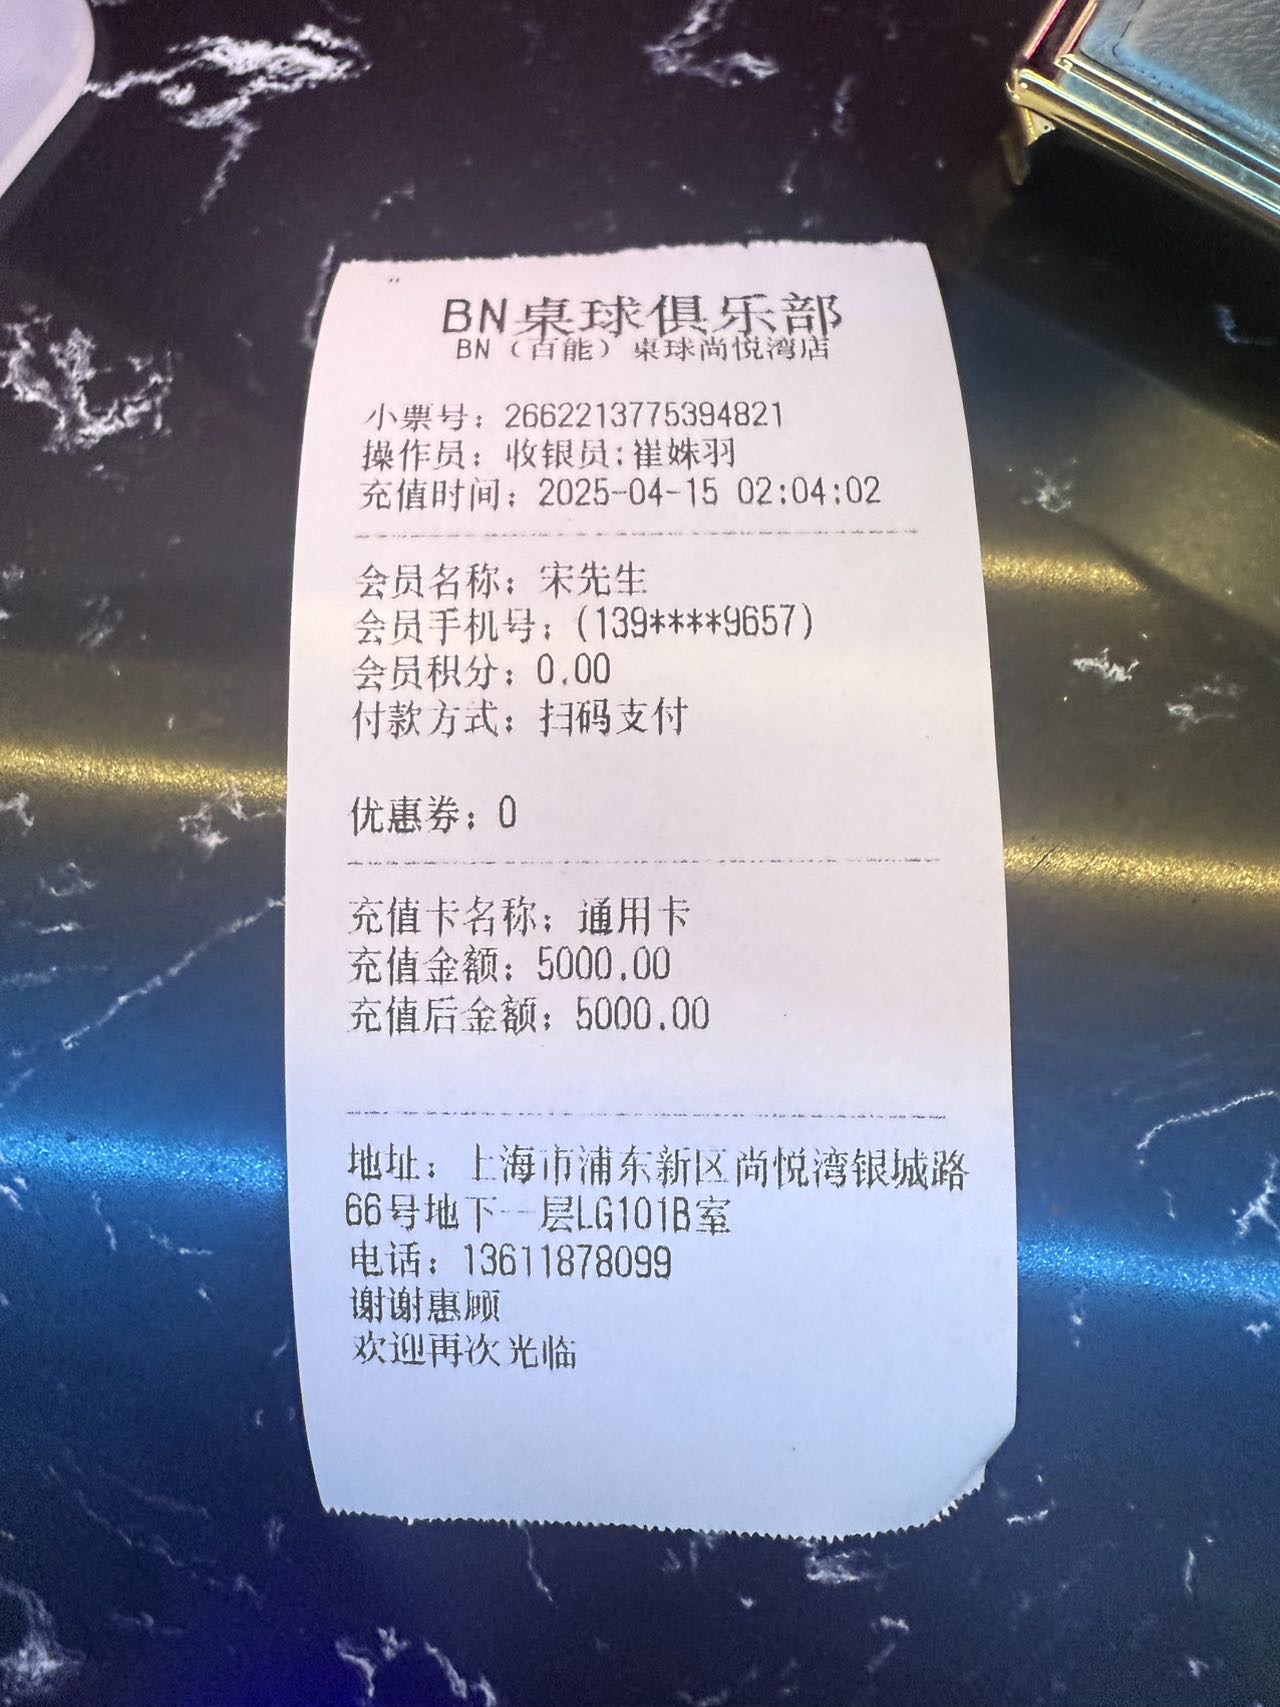 BN桌球俱乐部
BN（百能）桌球尚悦湾店
小票号：2662213775394821
操作员：收银员:崔姝羽
充值时间：2025-04-15 02:04:02
会员名称：宋先生
会员手机号：(139****9657)
会员积分：0.00
付款方式：扫码支付
优惠券：0
充值卡名称：通用卡
充值金额：5000.00
充值后金额：5000.00
地址：上海市浦东新区尚悦湾银城路
66号地下一层LG101B室
电话：13611878099
谢谢惠顾
欢迎再次光临